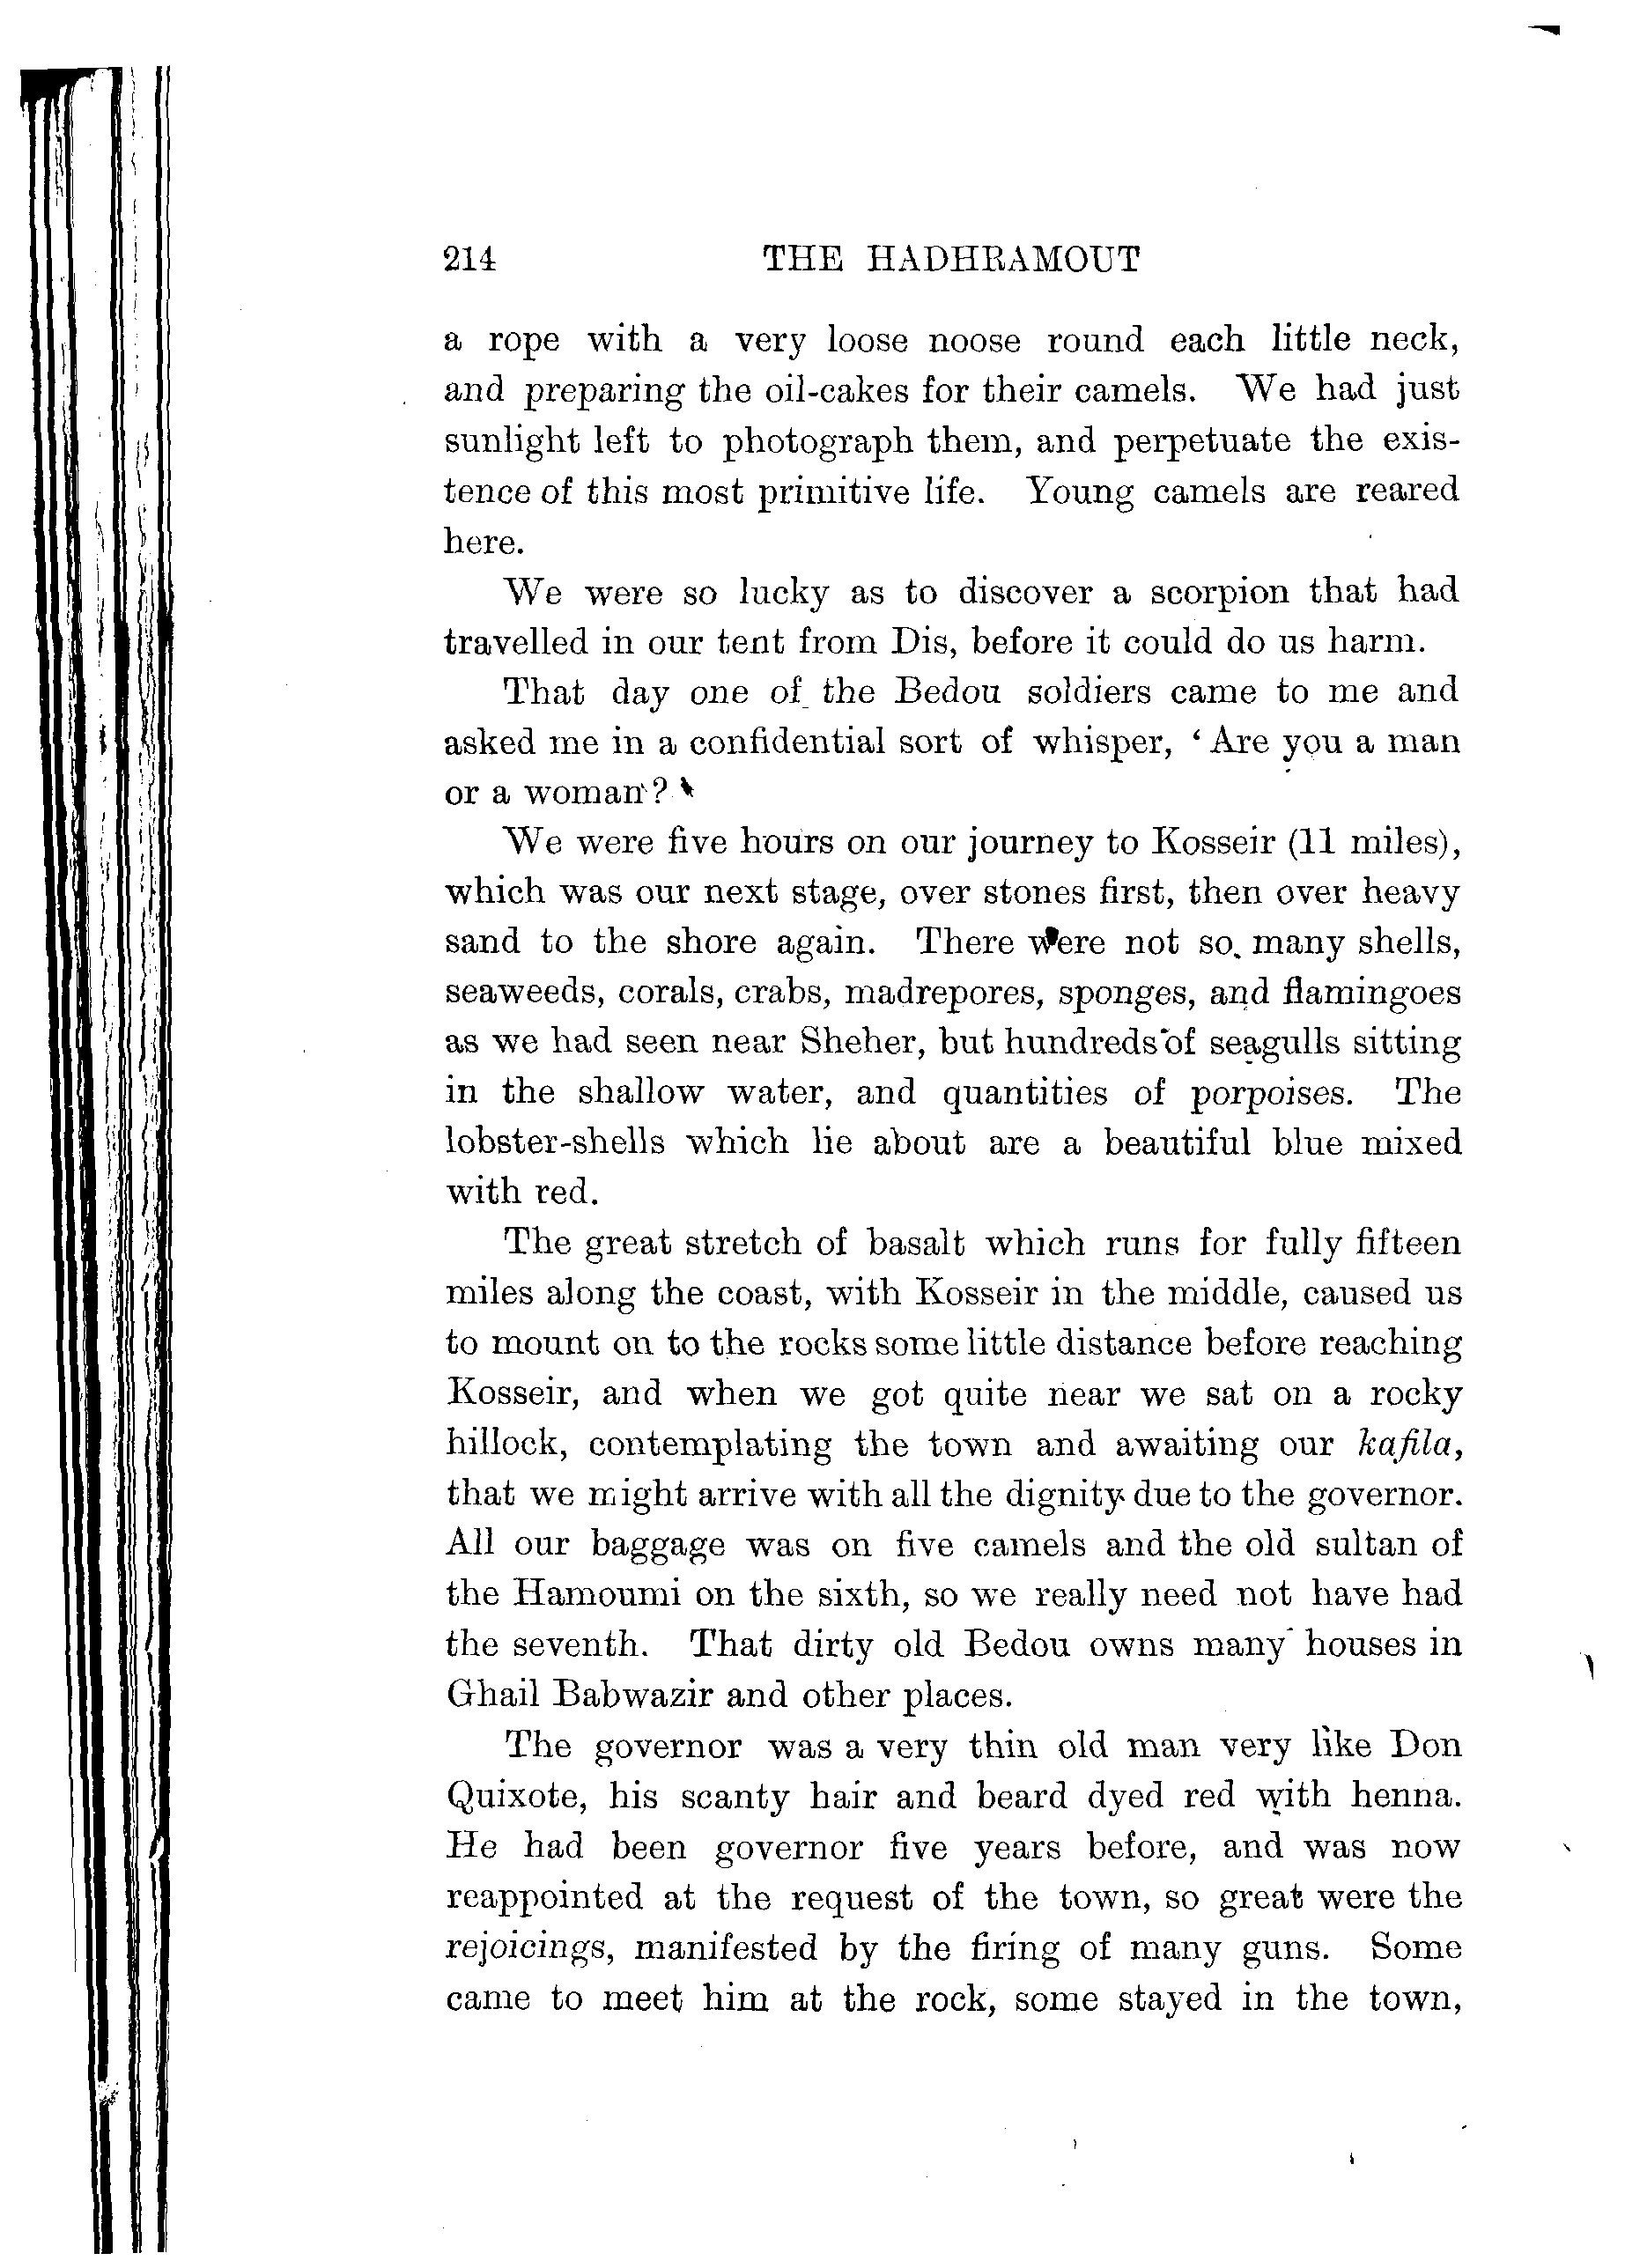 214 THE HADHRAMOUT
a rope with a very loose noose round each little neck,
and preparing the oil-cakes for their camels. We had just
sunlight left to photograph them, and perpetuate the exis-
tence of this most primitive life. Young camels are reared
here.
We were so lucky as to discover a scorpion that had
travelled in our tent from Dis, before it could do us harm.
That day one of the Bedou soldiers came to me and
asked me in a confidential sort of whisper, ‘Are you a man
or a woman?’
We were five hours on our journey to Kosseir (11 miles),
which was our next stage, over stones first, then over heavy
sand to the shore again. There were not so many shells,
seaweeds, corals, crabs, madrepores, sponges, and flamingoes
as we had seen near Sheher, but hundreds of seagulls sitting
in the shallow water, and quantities of porpoises. The
lobster-shells which lie about are a beautiful blue mixed
with red.
The great stretch of basalt which runs for fully fifteen
miles along the coast, with Kosseir in the middle, caused us
to mount on to the rocks some little distance before reaching
Kosseir, and when we got quite near we sat on a rocky
hillock, contemplating the town and awaiting our kafila,
that we might arrive with all the dignity due to the governor.
All our baggage was on five camels and the old sultan of
the Hamoumi on the sixth, so we really need not have had
the seventh. That dirty old Bedou owns many houses in
Ghail Babwazir and other places.
The governor was a very thin old man very like Don
Quixote, his scanty hair and beard dyed red with henna.
He had been governor five years before, and was now
reappointed at the request of the town, so great were the
rejoicings, manifested by the firing of many guns. Some
came to meet him at the rock, some stayed in the town,